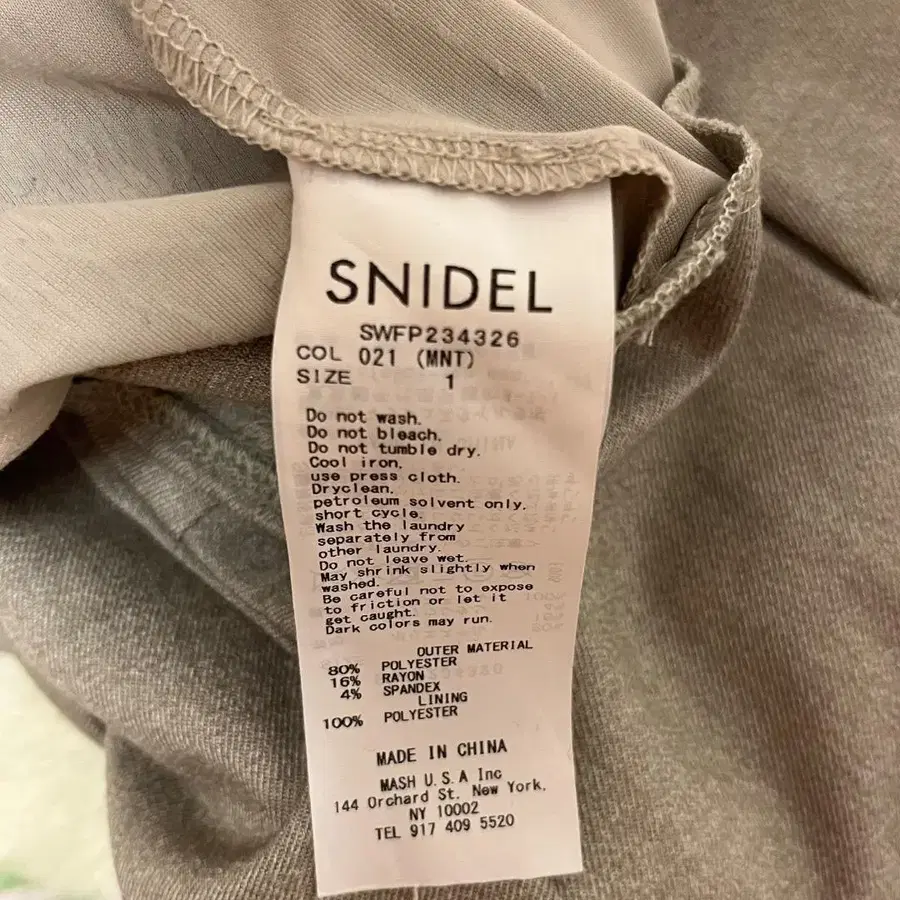 SNIDEL
SWFP234326
COL 021 (MNT)
SIZE 1
Do not wash.
Do not bleach.
Do not tumble dry.
Cool iron.
use press cloth.
Dryclean.
petroleum solvent only.
short cycle.
Wash the laundry
separately from
other laundry.
Do not leave wet.
May shrink slightly when
washed.
Be careful not to expose
to friction or let it
get caught.
Dark colors may run.
OUTER MATERIAL
80% POLYESTER
16% RAYON
4% SPANDEX
LINING
100% POLYESTER
MADE IN CHINA
MASH U.S.A Inc
144 Orchard St. New York,
NY 10002
TEL 917 409 5520